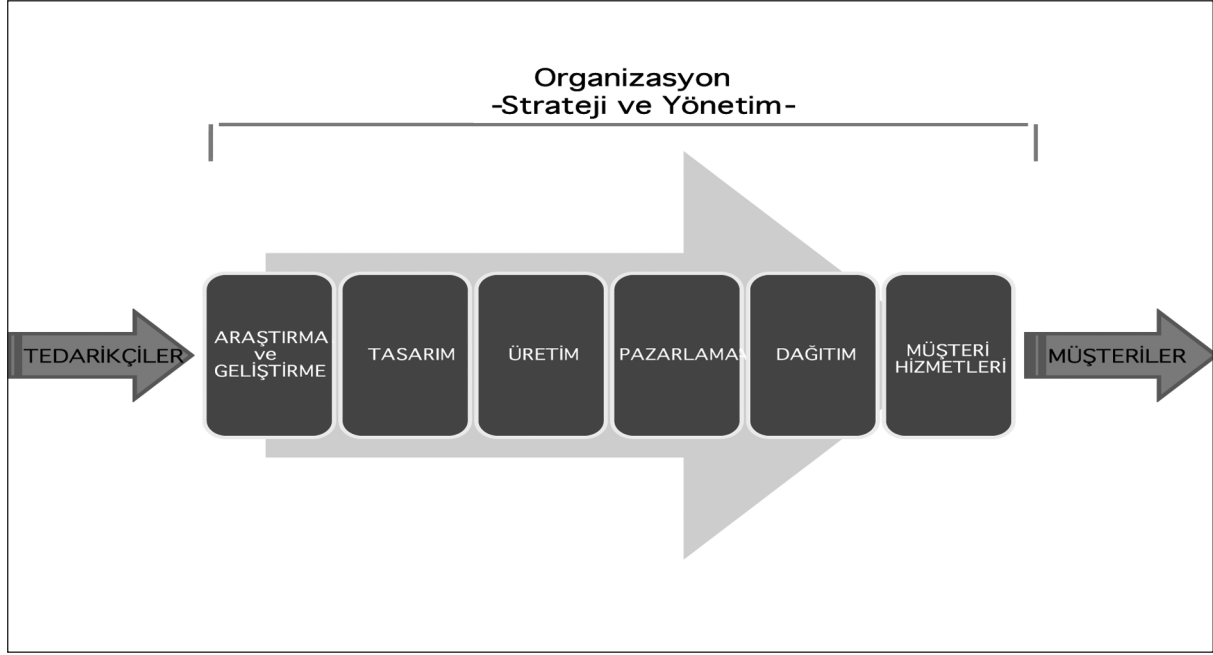 Organizasyon
-Strateji ve Yönetim-
TEDARİKÇİLER
ARAŞTIRMA
ve
GELİŞTİRME
TASARIM
ÜRETİM
PAZARLAMA
DAĞITIM
MÜŞTERİ
HİZMETLERİ
MÜŞTERİLER